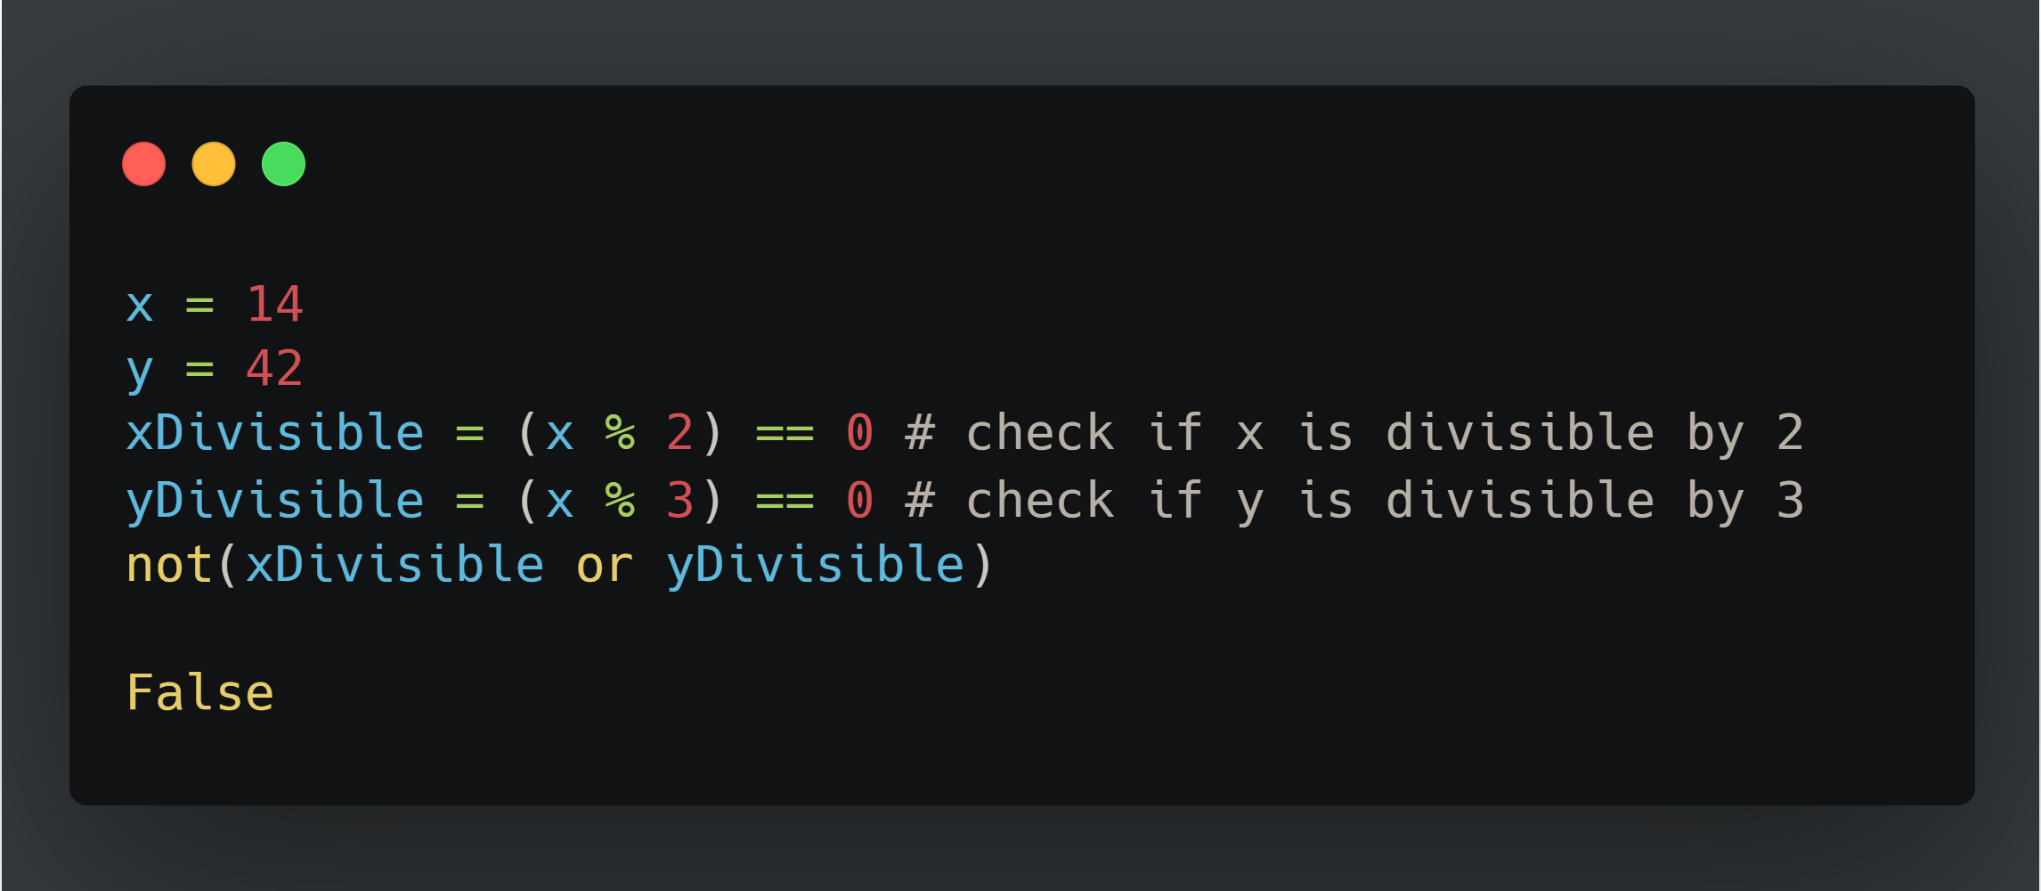 x = 14
y = 42
xDivisible = (x % 2) == 0 # check if x is divisible by 2
yDivisible = (x % 3) == 0 # check if y is divisible by 3
not(xDivisible or yDivisible)
False